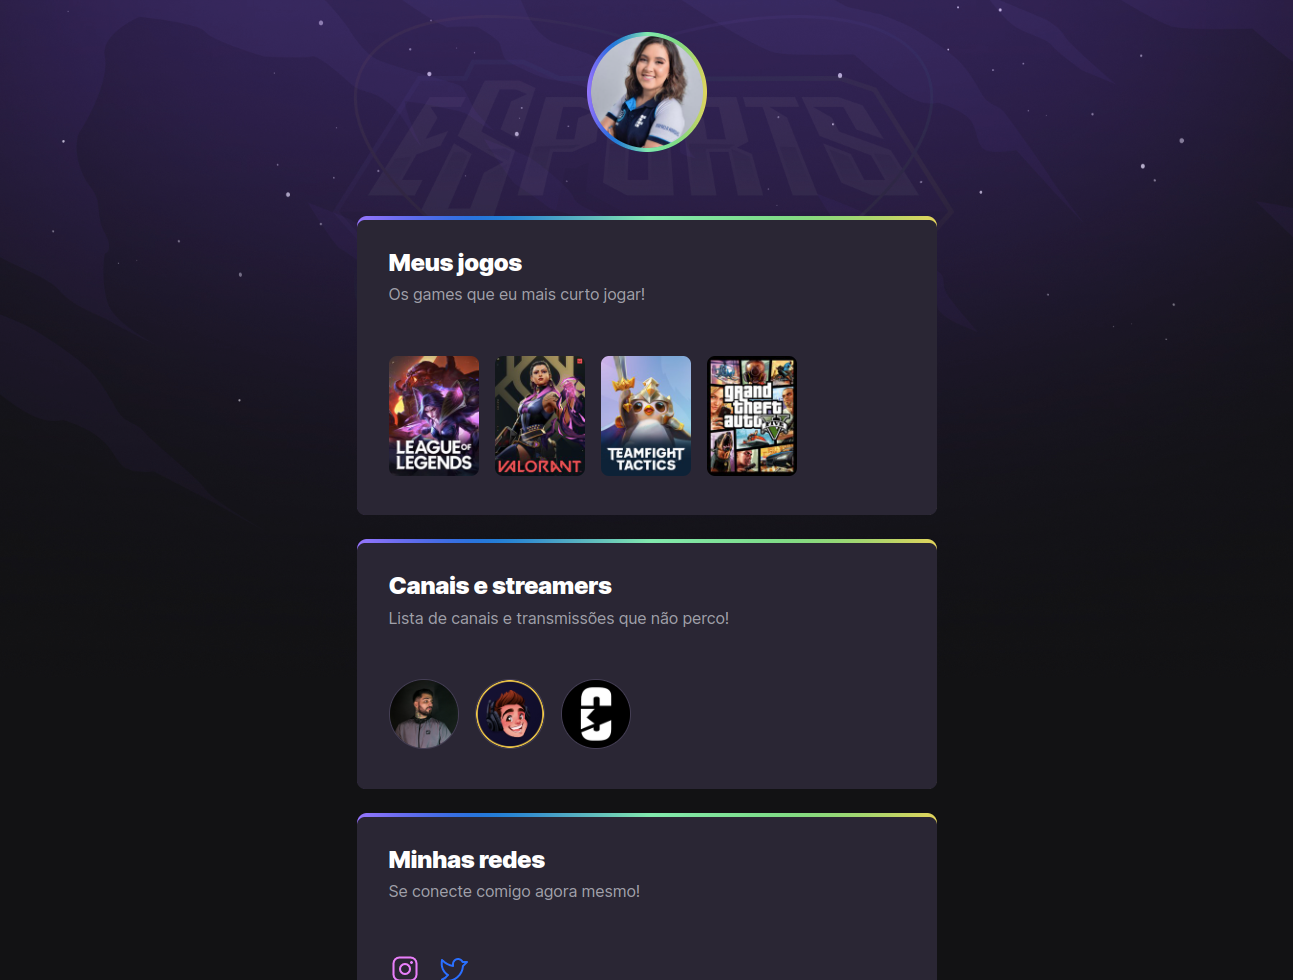 ESPORTS
Meus jogos
Os games que eu mais curto jogar!
LEAGUE OF
LEGENDS
VALORANT
TEAMFIGHT
TACTICS
grand
theft
auto
FIVE
Canais e streamers
Lista de canais e transmissões que não perco!
Minhas redes
Se conecte comigo agora mesmo!